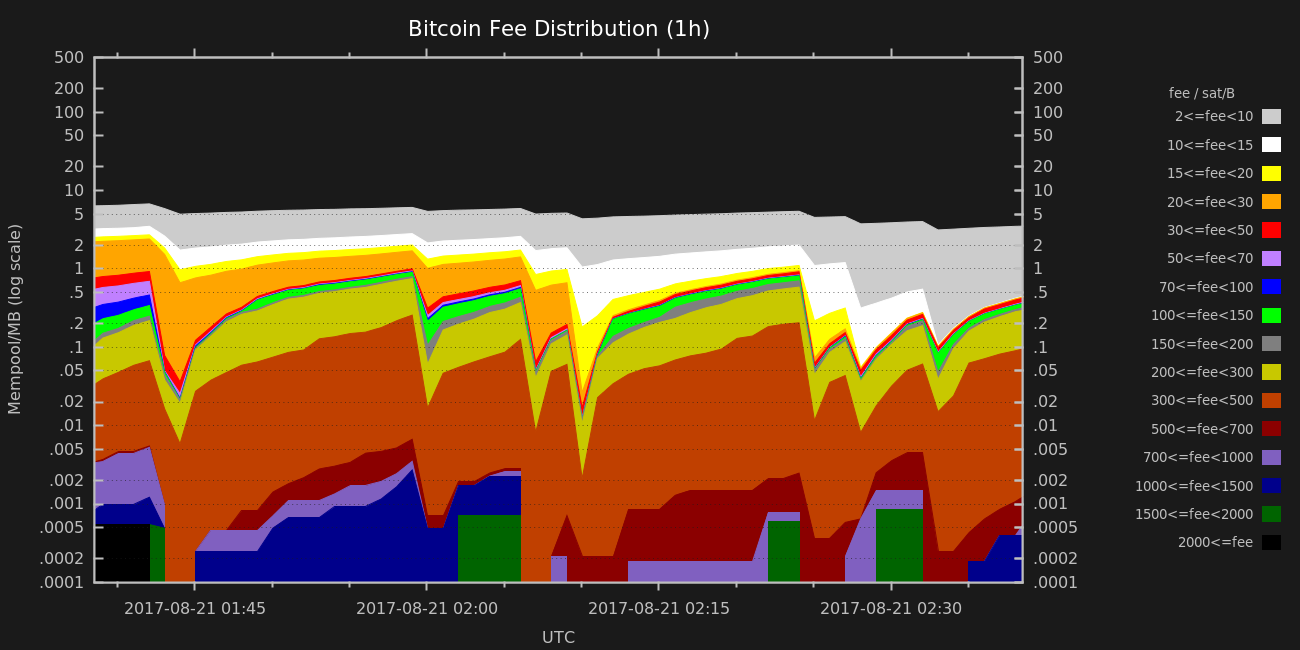 Bitcoin Fee Distribution (1h)
Mempool/MB (log scale)
500
200
100
50
20
10
5
2
1
.5
.2
.1
.05
.02
.01
.005
.002
.001
.0005
.0002
.0001
500
200
100
50
20
10
5
2
1
.5
.2
.1
.05
.02
.01
.005
.002
.001
.0005
.0002
.0001
2017-08-21 01:45
2017-08-21 02:00
2017-08-21 02:15
2017-08-21 02:30
UTC
fee / sat/B
2<=fee<10
10<=fee<15
15<=fee<20
20<=fee<30
30<=fee<50
50<=fee<70
70<=fee<100
100<=fee<150
150<=fee<200
200<=fee<300
300<=fee<500
500<=fee<700
700<=fee<1000
1000<=fee<1500
1500<=fee<2000
2000<=fee